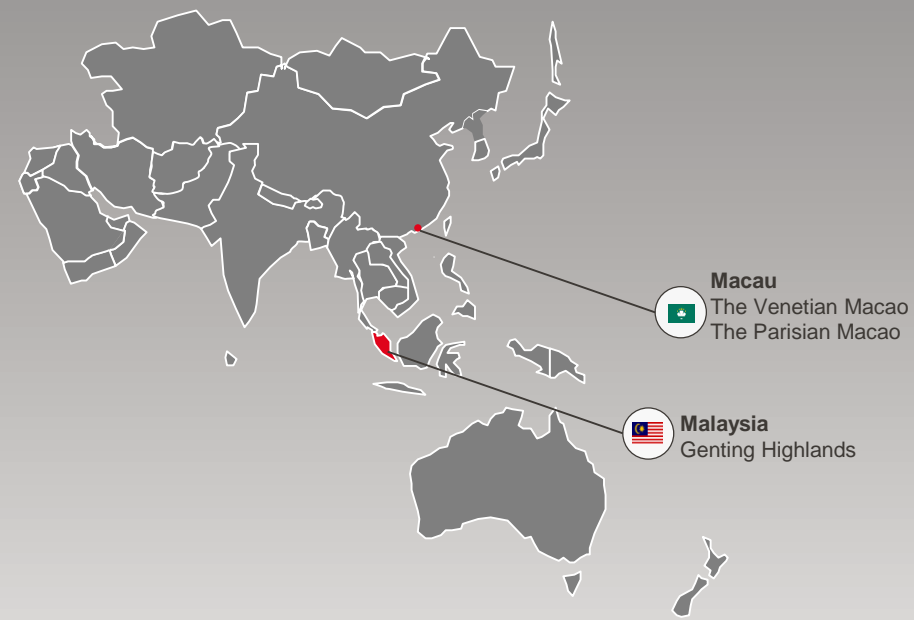 Macau
The Venetian Macao
The Parisian Macao
Malaysia
Genting Highlands